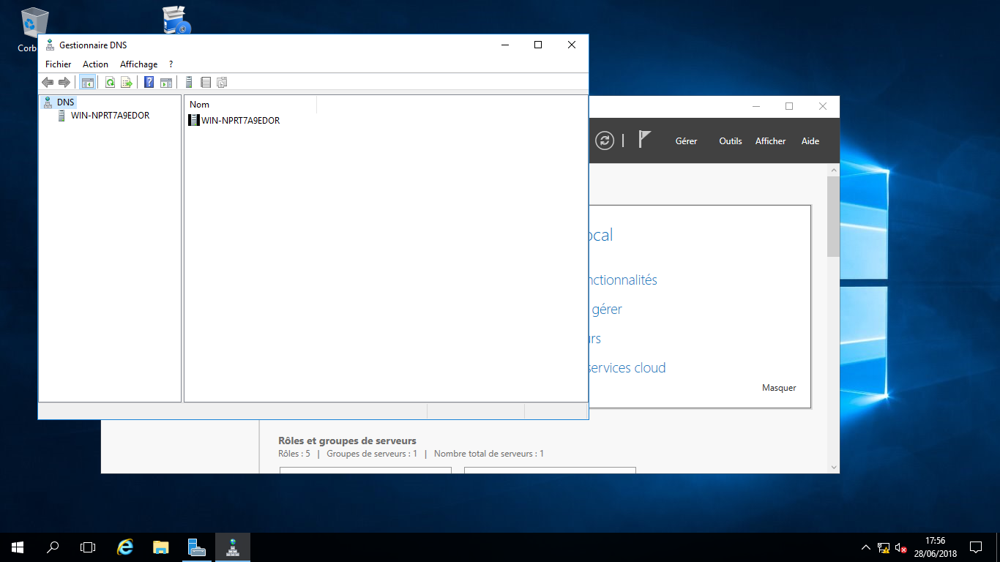 Corb
Gestionnaire DNS
Fichier Action Affichage ?
DNS
WIN-NPRT7A9EDOR
Nom
WIN-NPRT7A9EDOR
Gérer Outils Afficher Aide
ocal
nctionnalités
gérer
rs
services cloud
Masquer
Rôles et groupes de serveurs
Rôles : 5 | Groupes de serveurs : 1 | Nombre total de serveurs : 1
17:56
28/06/2018